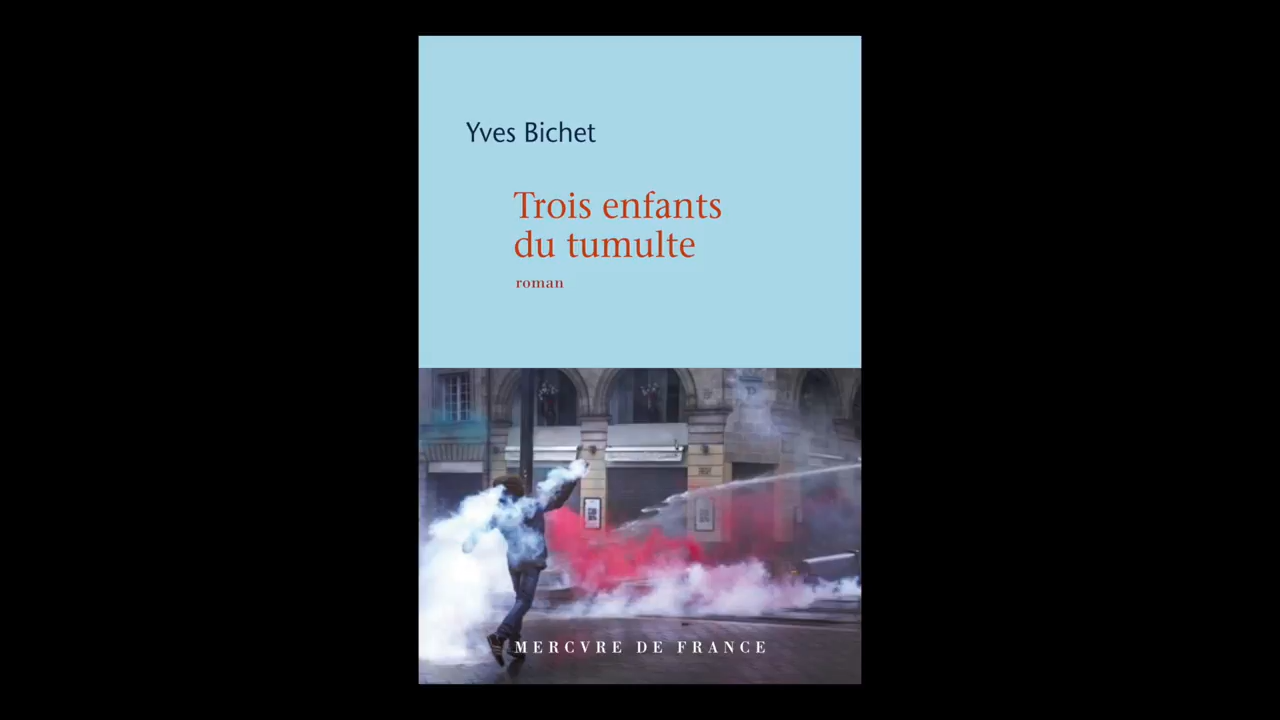 Yves Bichet
Trois enfants
du tumulte
roman
MERCVRE DE FRANCE